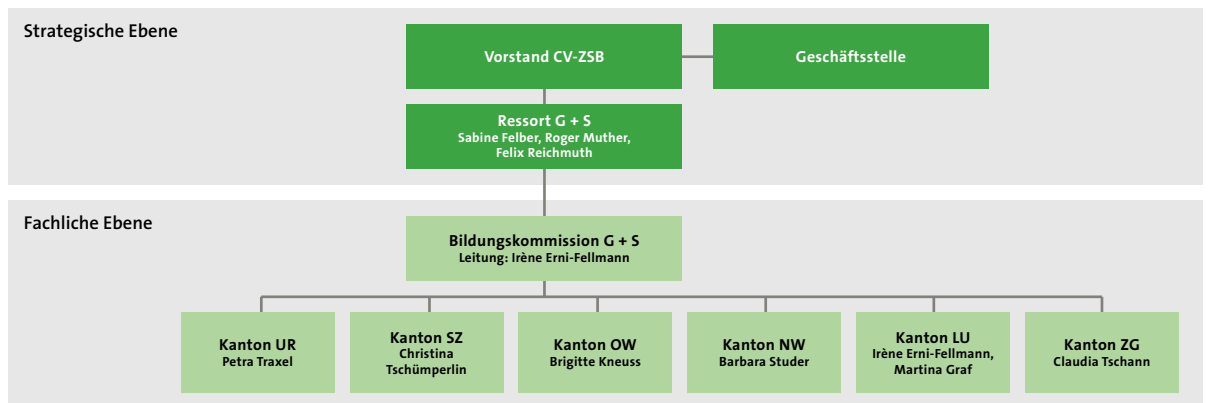 Strategische Ebene
Vorstand CV-ZSB
Geschäftsstelle
Ressort G + S
Sabine Felber, Roger Muther,
Felix Reichmuth
Fachliche Ebene
Bildungskommission G + S
Leitung: Irène Erni-Fellmann
Kanton UR
Petra Traxel
Kanton SZ
Christina
Tschümperlin
Kanton OW
Brigitte Kneuss
Kanton NW
Barbara Studer
Kanton LU
Irène Erni-Fellmann,
Martina Graf
Kanton ZG
Claudia Tschann